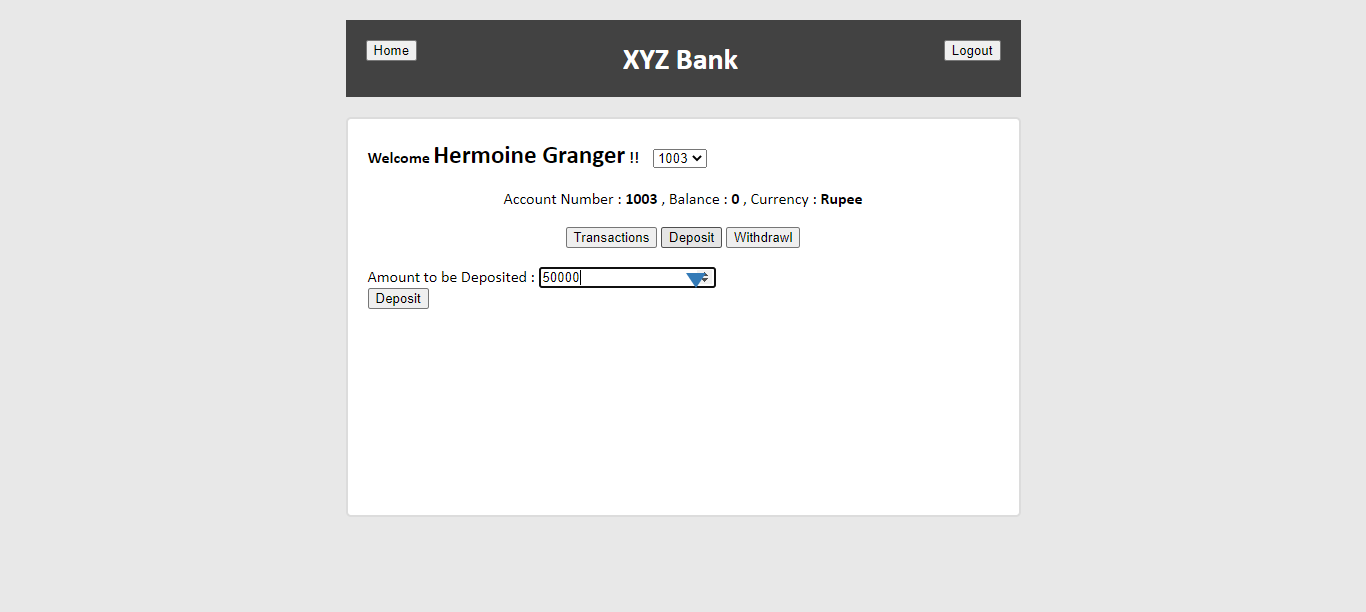 Home XYZ Bank Logout
Welcome Hermoine Granger !! 1003
Account Number : 1003 , Balance : 0 , Currency : Rupee
Transactions Deposit Withdrawl
Amount to be Deposited : 50000
Deposit